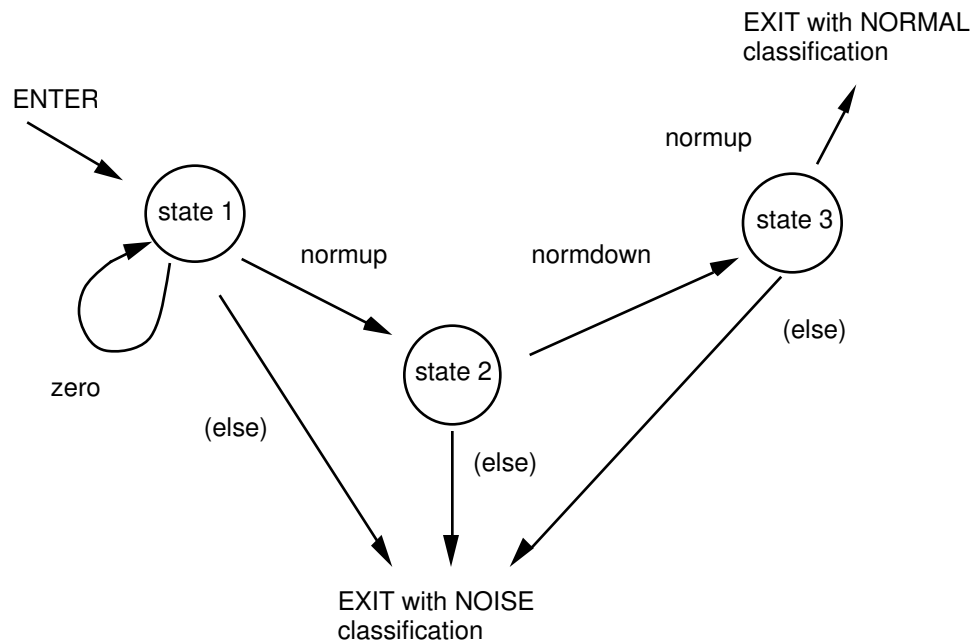 EXIT with NORMAL
classification
ENTER
normup
state 1
state 3
normup
normdown
(else)
state 2
zero
(else)
(else)
EXIT with NOISE
classification